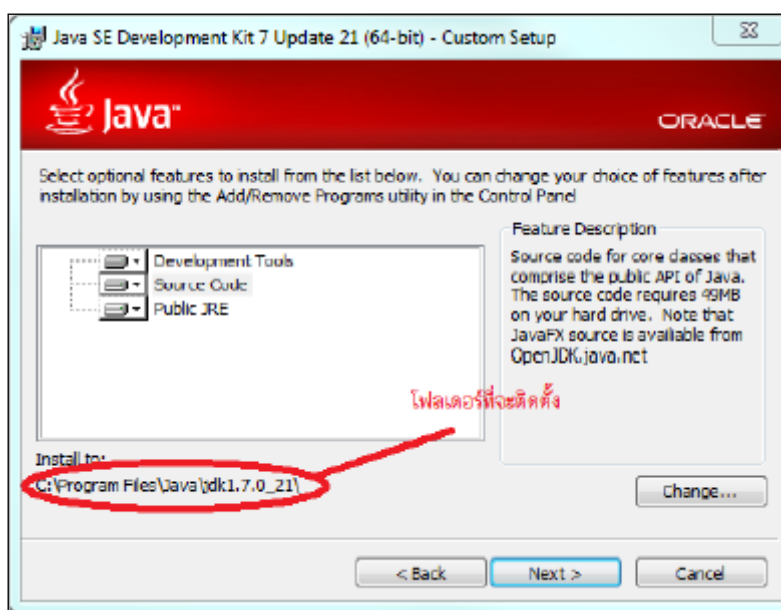 Java SE Development Kit 7 Update 21 (64-bit) - Custom Setup
Java™
ORACLE
Select optional features to install from the list below. You can change your choice of features after
installation by using the Add/Remove Programs utility in the Control Panel
Development Tools
Source Code
Public JRE
Feature Description
Source code for core classes that
comprise the public API of Java.
The source code requires 49MB
on your hard drive. Note that
JavaFX source is available from
OpenJDK.java.net
โฟลเดอร์ที่จะติดตั้ง
Install to:
C:\Program Files\Java\jdk1.7.0_21\
Change...
< Back
Next >
Cancel